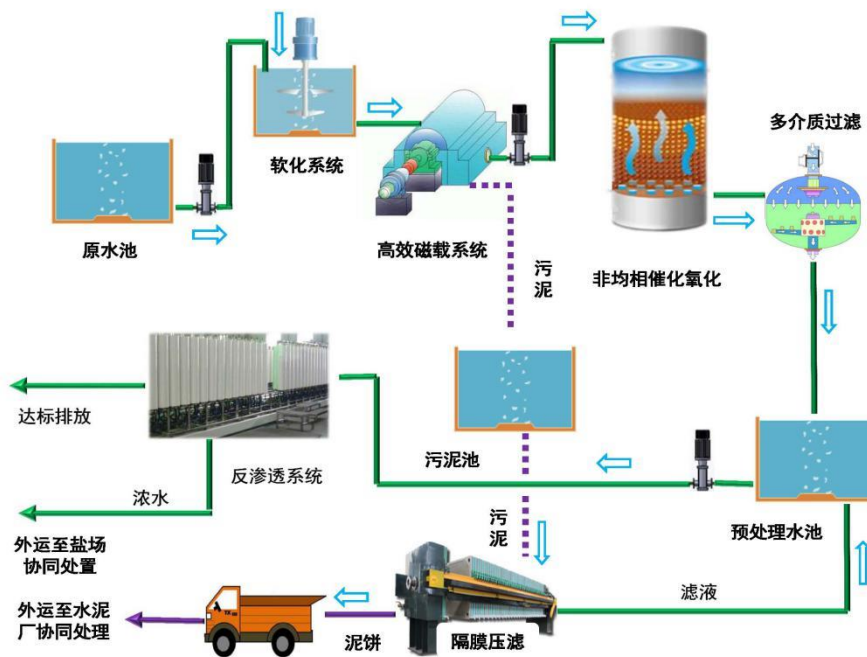 多介质过滤
软化系统
原水池
高效磁载系统
非均相催化氧化
污
泥
达标排放
反渗透系统
污泥池
浓水
预处理水池
外运至盐场
协同处置
污
泥
外运至水泥
厂协同处理
滤液
泥饼
隔膜压滤